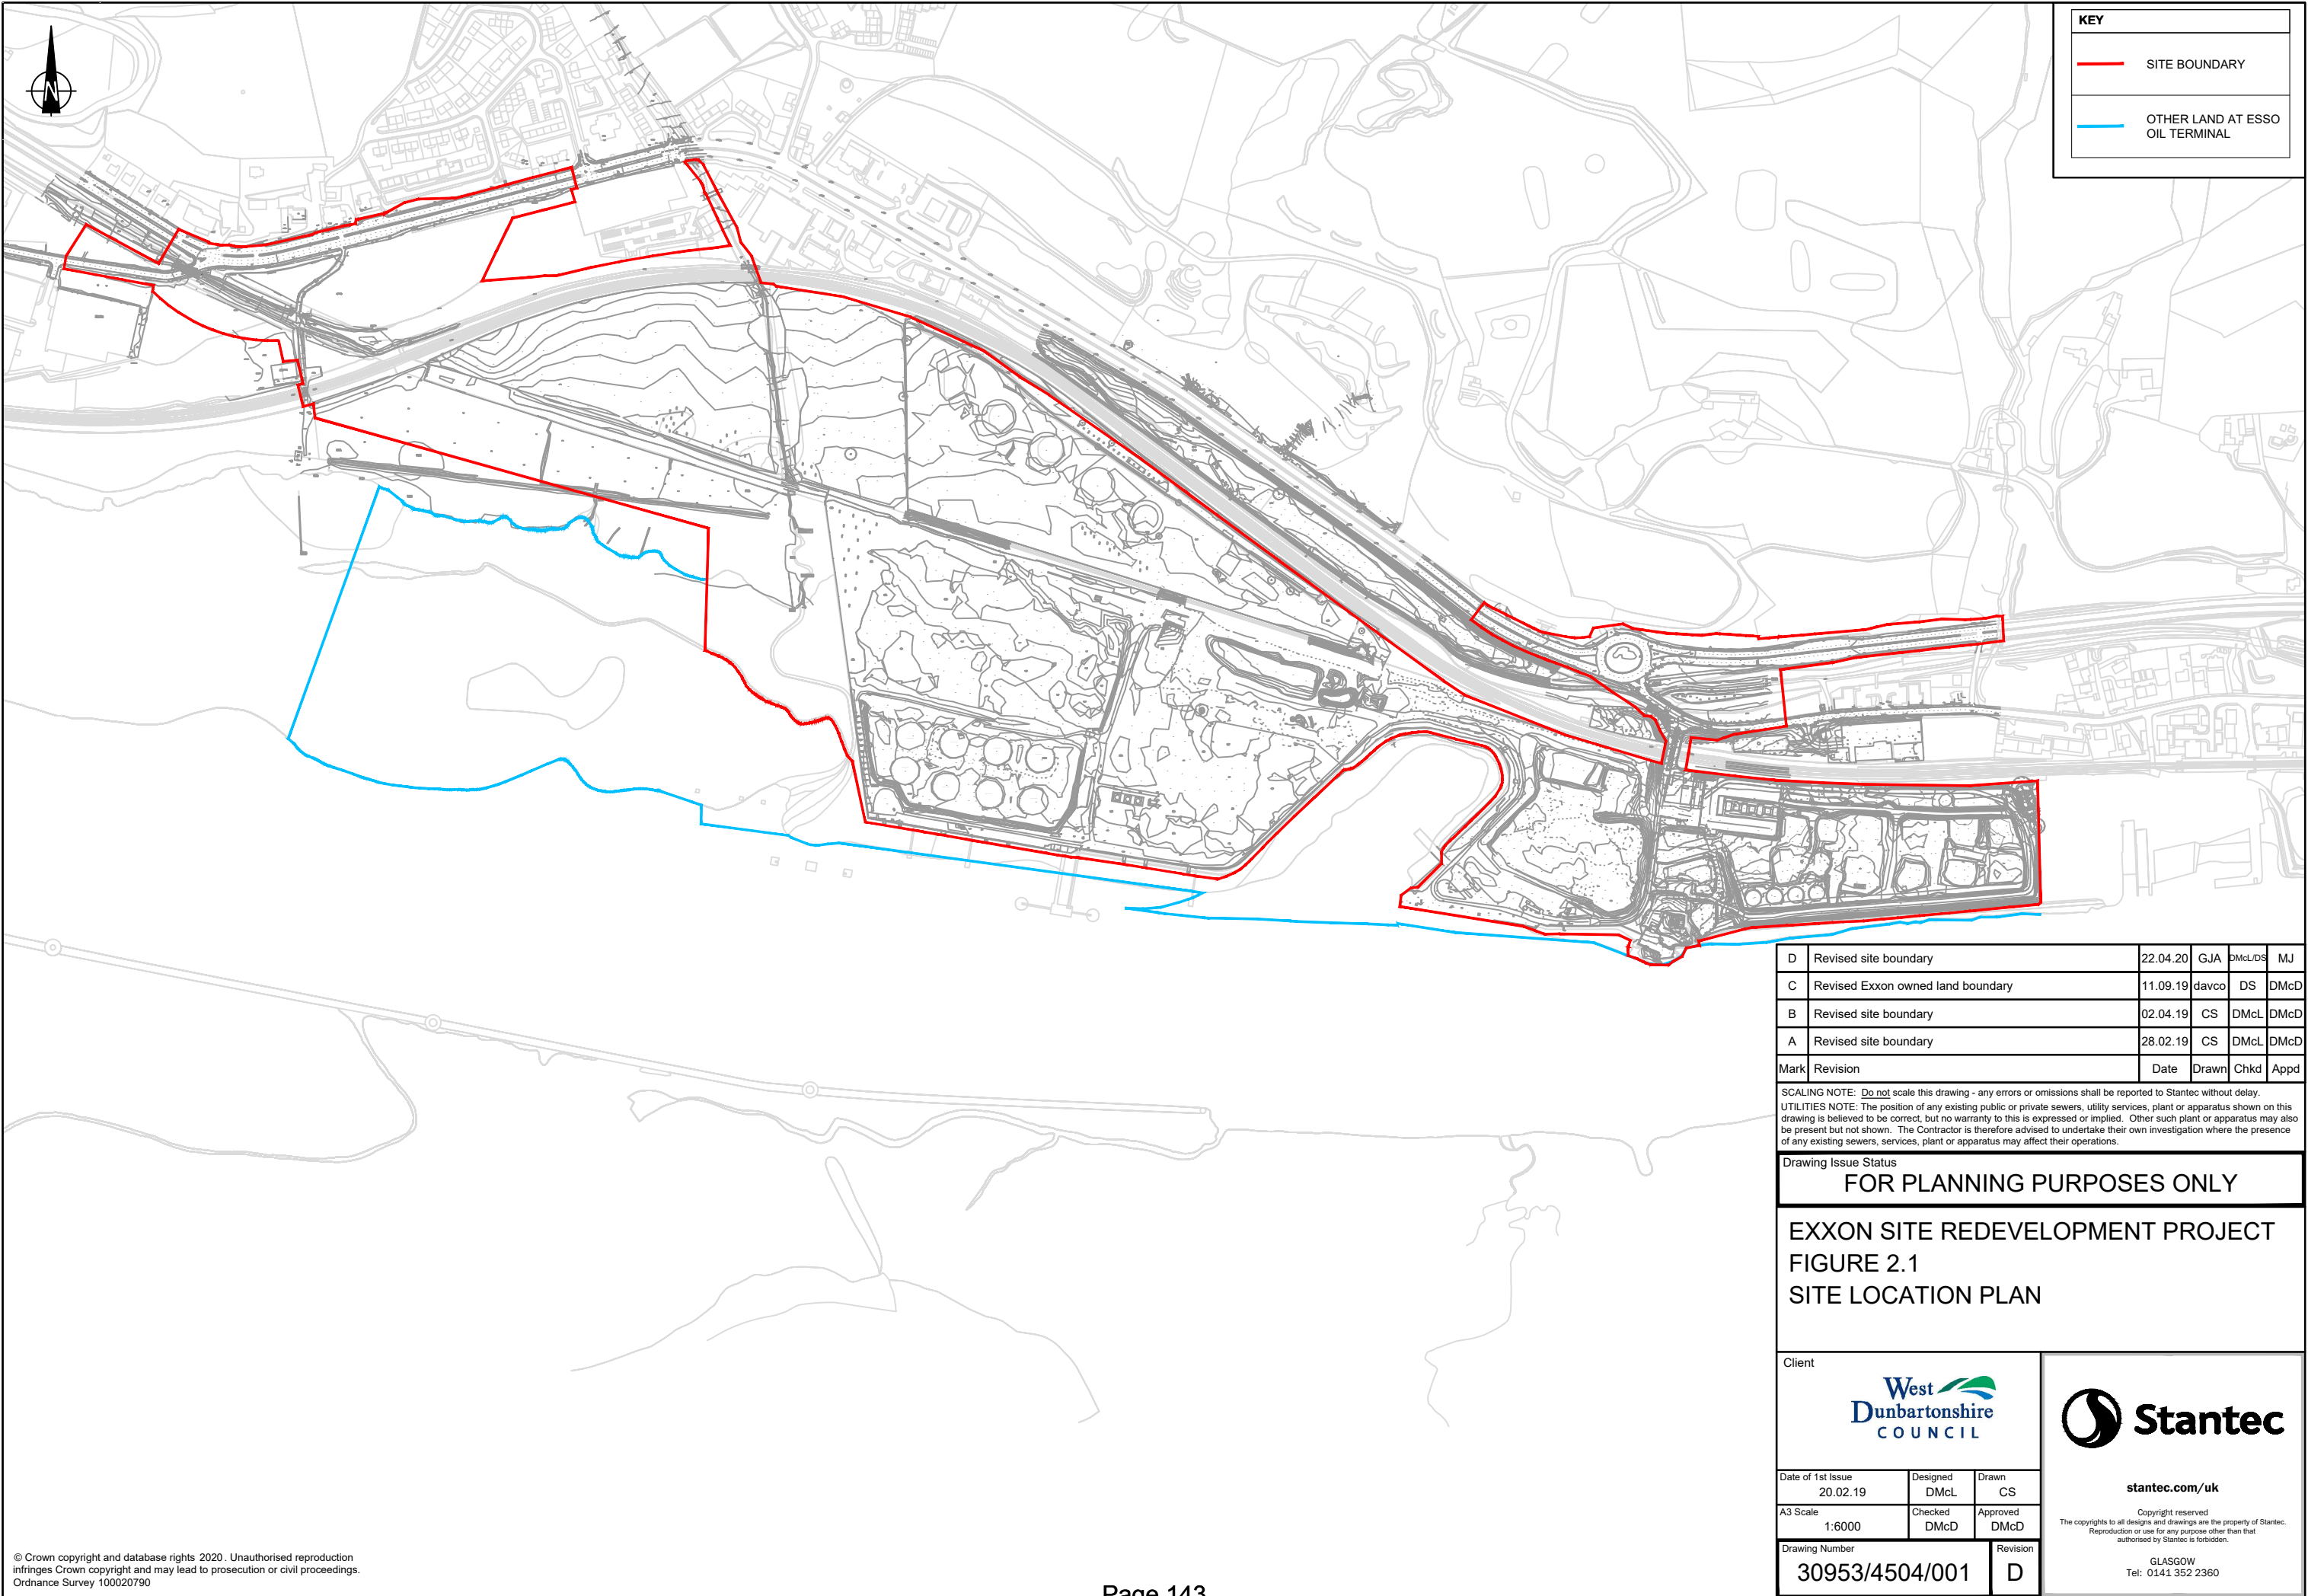 N
KEY
SITE BOUNDARY
OTHER LAND AT ESSO
OIL TERMINAL
D Revised site boundary 22.04.20 GJA DMcL/DS MJ
C Revised Exxon owned land boundary 11.09.19 davco DS DMcD
B Revised site boundary 02.04.19 CS DMcL DMcD
A Revised site boundary 28.02.19 CS DMcL DMcD
Mark Revision Date Drawn Chkd Appd
SCALING NOTE: Do not scale this drawing - any errors or omissions shall be reported to Stantec without delay.
UTILITIES NOTE: The position of any existing public or private sewers, utility services, plant or apparatus shown on this
drawing is believed to be correct, but no warranty to this is expressed or implied. Other such plant or apparatus may also
be present but not shown. The Contractor is therefore advised to undertake their own investigation where the presence
of any existing sewers, services, plant or apparatus may affect their operations.
Drawing Issue Status
FOR PLANNING PURPOSES ONLY
EXXON SITE REDEVELOPMENT PROJECT
FIGURE 2.1
SITE LOCATION PLAN
Client
West
Dunbartonshire
COUNCIL
Date of 1st Issue Designed Drawn
20.02.19 DMcL CS
A3 Scale Checked Approved
1:6000 DMcD DMcD
Drawing Number Revision
30953/4504/001 D
Stantec
stantec.com/uk
Copyright reserved
The copyrights to all designs and drawings are the property of Stantec.
Reproduction or use for any purpose other than that
authorised by Stantec is forbidden.
GLASGOW
Tel: 0141 352 2360
© Crown copyright and database rights 2020. Unauthorised reproduction
infringes Crown copyright and may lead to prosecution or civil proceedings.
Ordnance Survey 100020790
Page 143